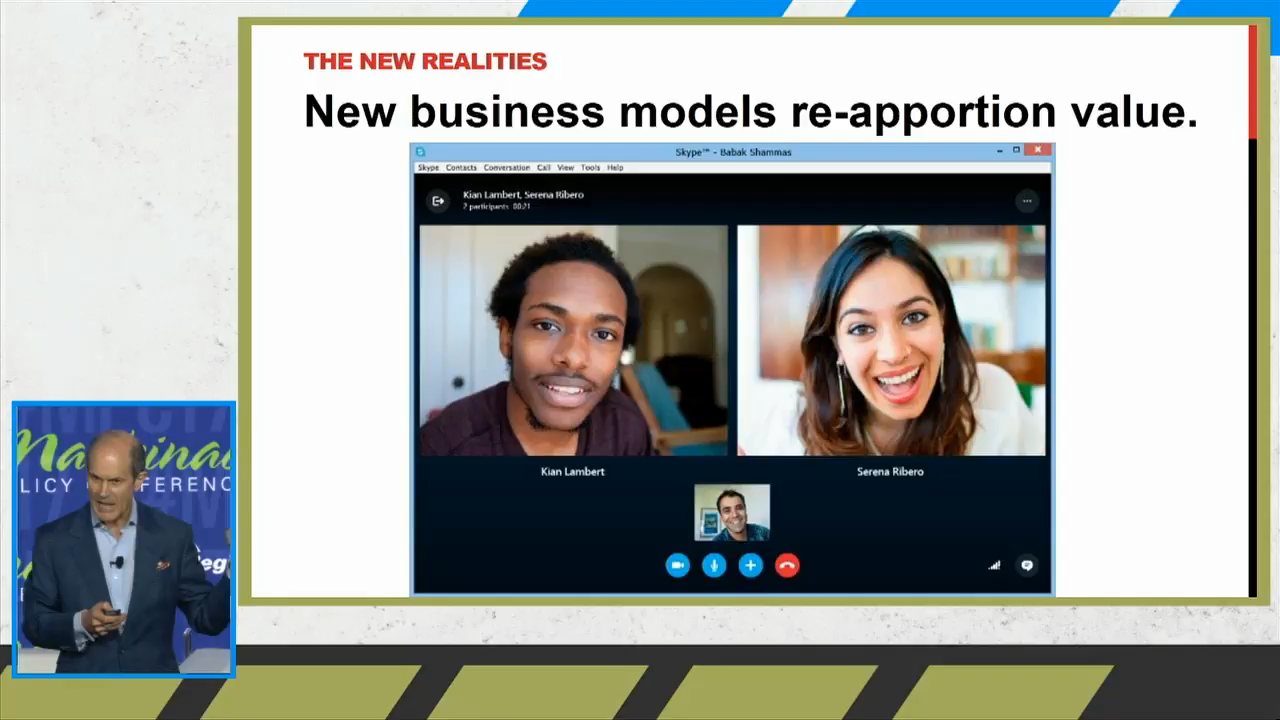 THE NEW REALITIES
New business models re-apportion value.
Skype™ - Babak Shammas
Skype Contacts Conversation Call View Tools Help
Kian Lambert, Serena Ribero
2 participants 00:21
Kian Lambert
Serena Ribero